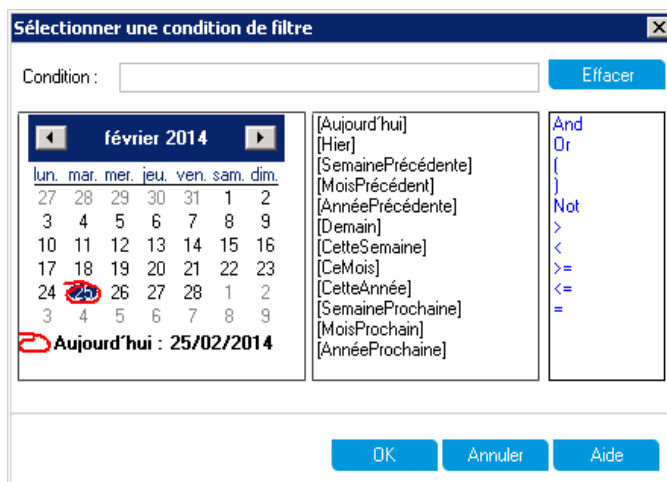 Sélectionner une condition de filtre
Condition :
Effacer
février 2014
lun. mar. mer. jeu. ven. sam. dim.
27 28 29 30 31 1 2
3 4 5 6 7 8 9
10 11 12 13 14 15 16
17 18 19 20 21 22 23
24 25 26 27 28 1 2
3 4 5 6 7 8 9
Aujourd'hui : 25/02/2014
[Aujourd'hui]
[Hier]
[SemainePrécédente]
[MoisPrécédent]
[AnnéePrécédente]
[Demain]
[CetteSemaine]
[CeMois]
[CetteAnnée]
[SemaineProchaine]
[MoisProchain]
[AnnéeProchaine]
And
Or
(
)
Not
>
<
>=
<=
=
OK
Annuler
Aide